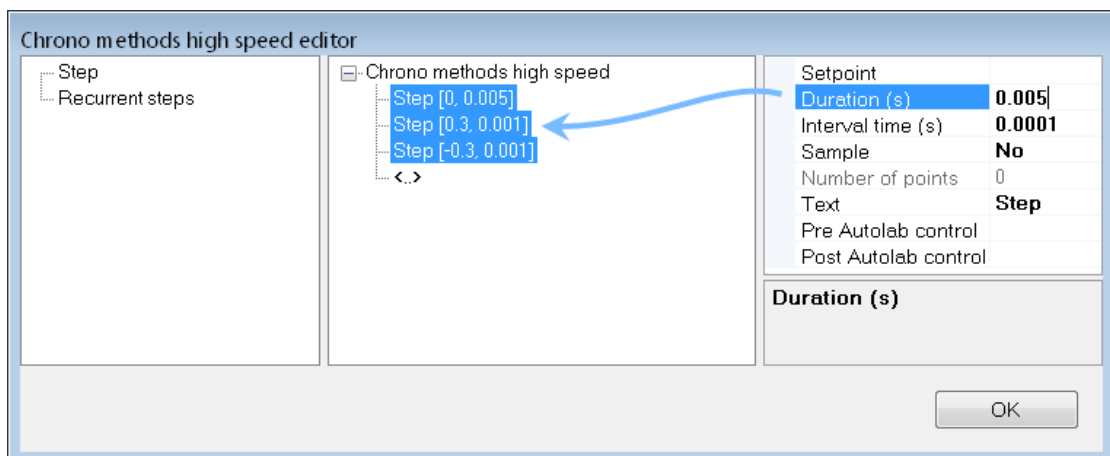 Chrono methods high speed editor
Step
Recurrent steps
Chrono methods high speed
Step [0, 0.005]
Step [0.3, 0.001]
Step [-0.3, 0.001]
<..>
Setpoint
Duration (s) 0.005
Interval time (s) 0.0001
Sample No
Number of points 0
Text Step
Pre Autolab control
Post Autolab control
Duration (s)
OK